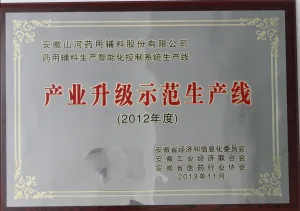 安徽山河药用辅料股份有限公司
药用辅料生产智能化控制系统生产线
产业升级示范生产线
(2012年度)
安徽省经济和信息化委员会
安徽工业经济联合会
安徽省医药行业协会
2013年11月